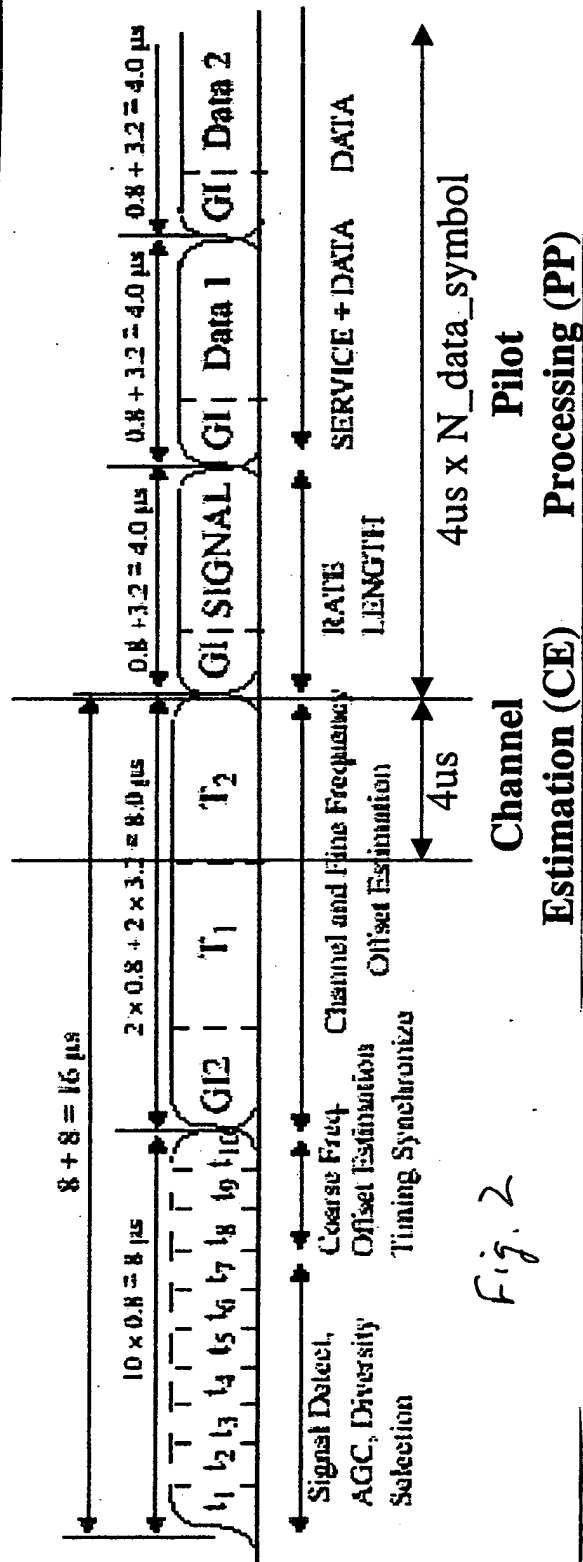 8 + 8 = 16 µs
10 × 0.8 = 8 µs
2 × 0.8 + 2 × 3.2 = 8.0 µs
0.8 + 3.2 = 4.0 µs
0.8 + 3.2 = 4.0 µs
0.8 + 3.2 = 4.0 µs
t1 t2 t3 t4 t5 t6 t7 t8 t9 t10
GI2 T1 T2
GI SIGNAL
GI Data 1
GI Data 2
Signal Detect,
AGC, Diversity
Selection
Coarse Freq.
Offset Estimation
Timing Synchronize
Channel and Fine Frequency
Offset Estimation
RATE
LENGTH
SERVICE + DATA
DATA
4us
4us x N_data_symbol
Channel
Estimation (CE)
Pilot
Processing (PP)
Fig. 2